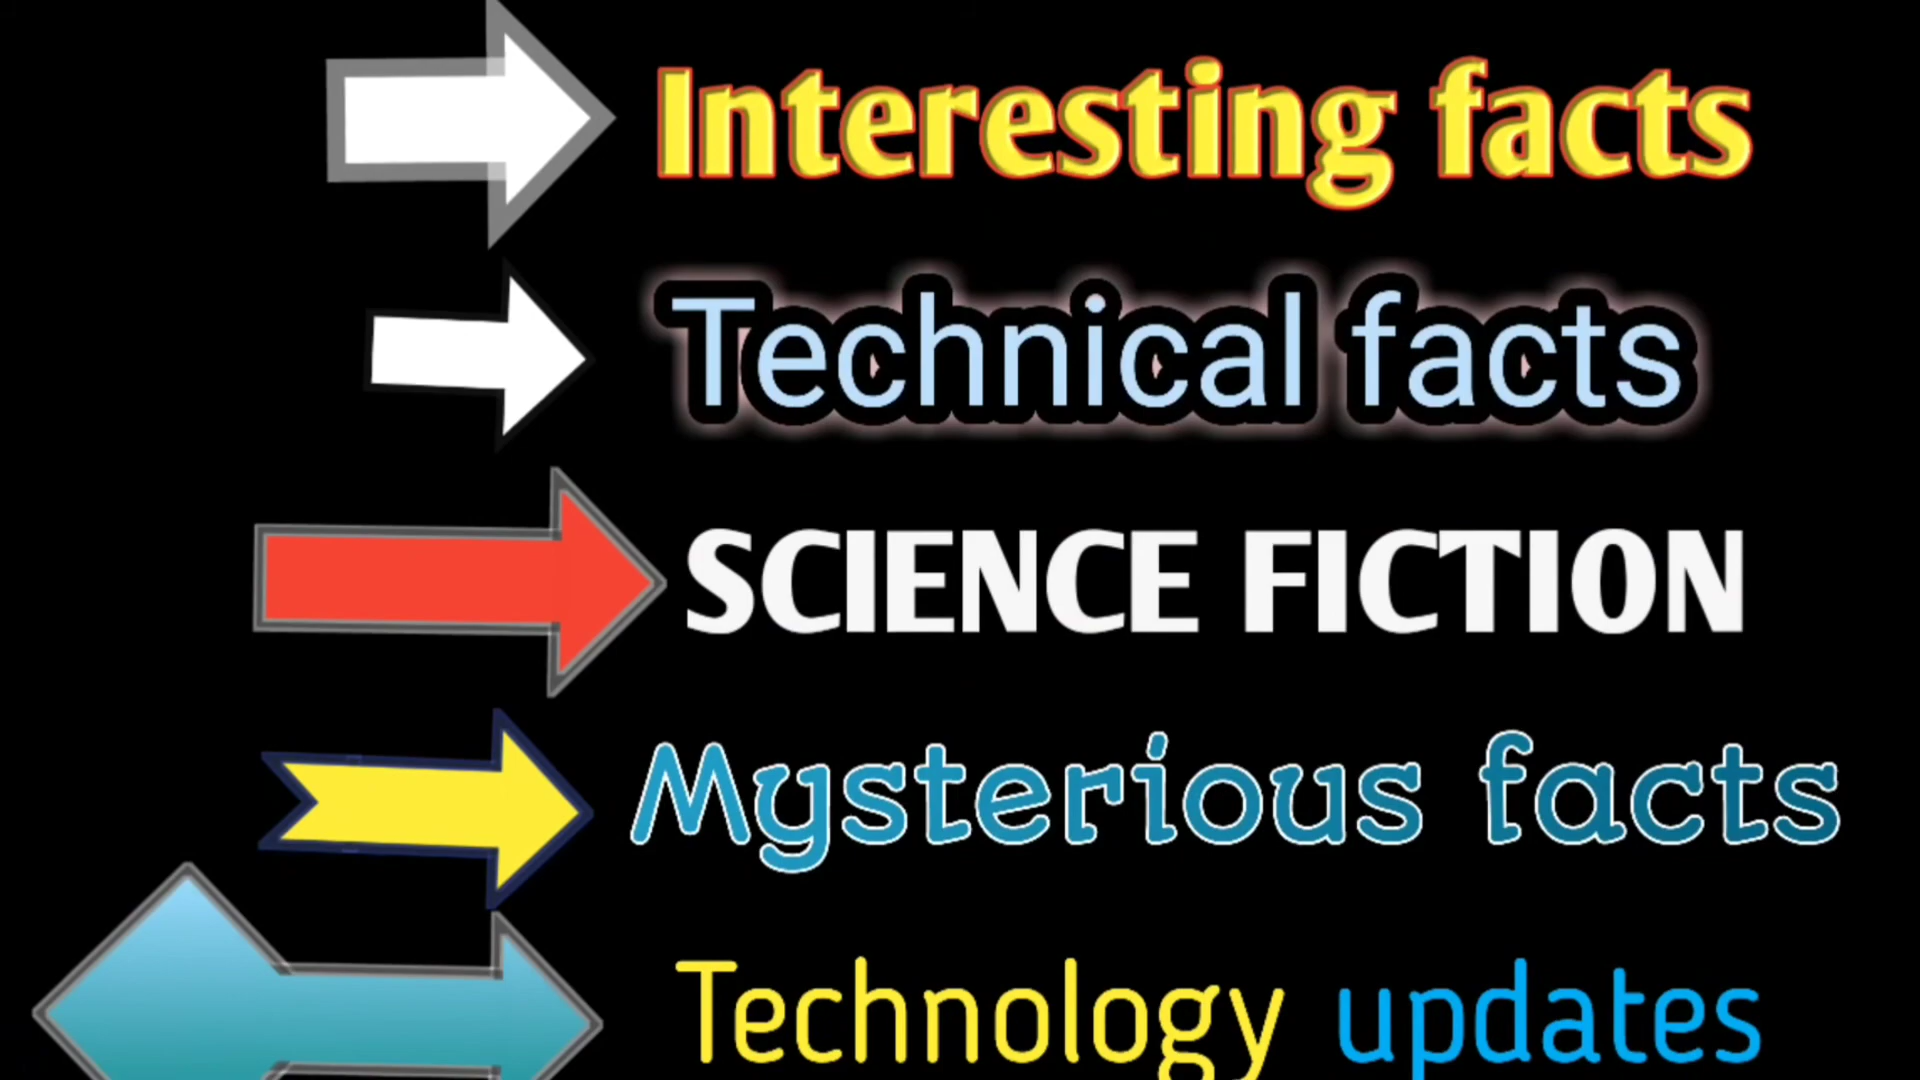 Interesting facts
Technical facts
SCIENCE FICTION
Mysterious facts
Technology updates